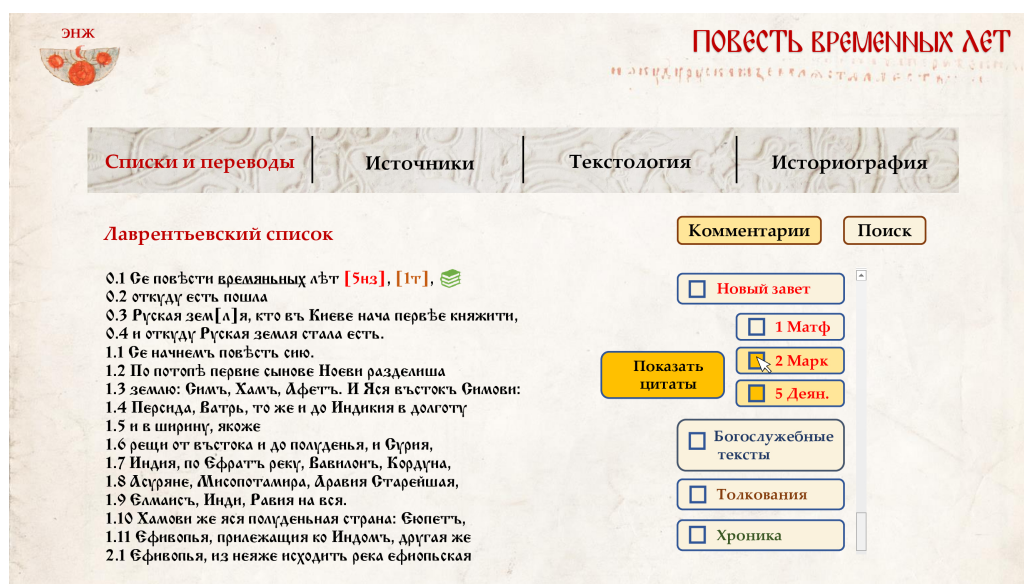 ЭНЖ
ПОВЕСТЬ ВРЕМЕННЫХ ЛЕТ
Списки и переводы
Источники
Текстология
Историография
Лаврентьевский список
Комментарии
Поиск
0.1 Се повѣсти времяньных лѣт [5нз], [1т],
0.2 откуду есть пошла
0.3 Руская зем[л]я, кто въ Киеве нача первѣе княжити,
0.4 и откуду Руская земля стала есть.
1.1 Се начнемъ повѣсть сию.
1.2 По потопѣ первие сынове Ноеви разделиша
1.3 землю: Симъ, Хамъ, Афетъ. И Яся въстокъ Симови:
1.4 Персида, Ватрь, то же и до Индикия в долготу
1.5 и в ширину, якоже
1.6 рещи от въстока и до полуденья, и Сурия,
1.7 Индия, по Ефратъ реку, Вавилонъ, Кордуна,
1.8 Асуряне, Мисопотамира, Аравия Старейшая,
1.9 Елмаисъ, Инди, Равия на вся.
1.10 Хамови же яся полуденьная страна: Еюпетъ,
1.11 Ефивопья, прилежащия ко Индомъ, другая же
2.1 Ефивопья, из неяже исходить река ефиопьская
Новый завет
1 Матф
2 Марк
5 Деян.
Показать
цитаты
Богослужебные
тексты
Толкования
Хроника